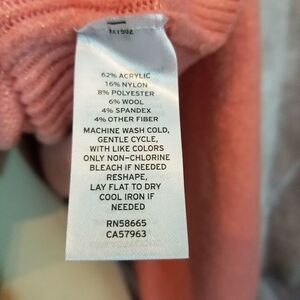 62% ACRYLIC
16% NYLON
8% POLYESTER
6% WOOL
4% SPANDEX
4% OTHER FIBER
MACHINE WASH COLD,
GENTLE CYCLE,
WITH LIKE COLORS
ONLY NON-CHLORINE
BLEACH IF NEEDED
RESHAPE,
LAY FLAT TO DRY
COOL IRON IF
NEEDED
RN58665
CA57963